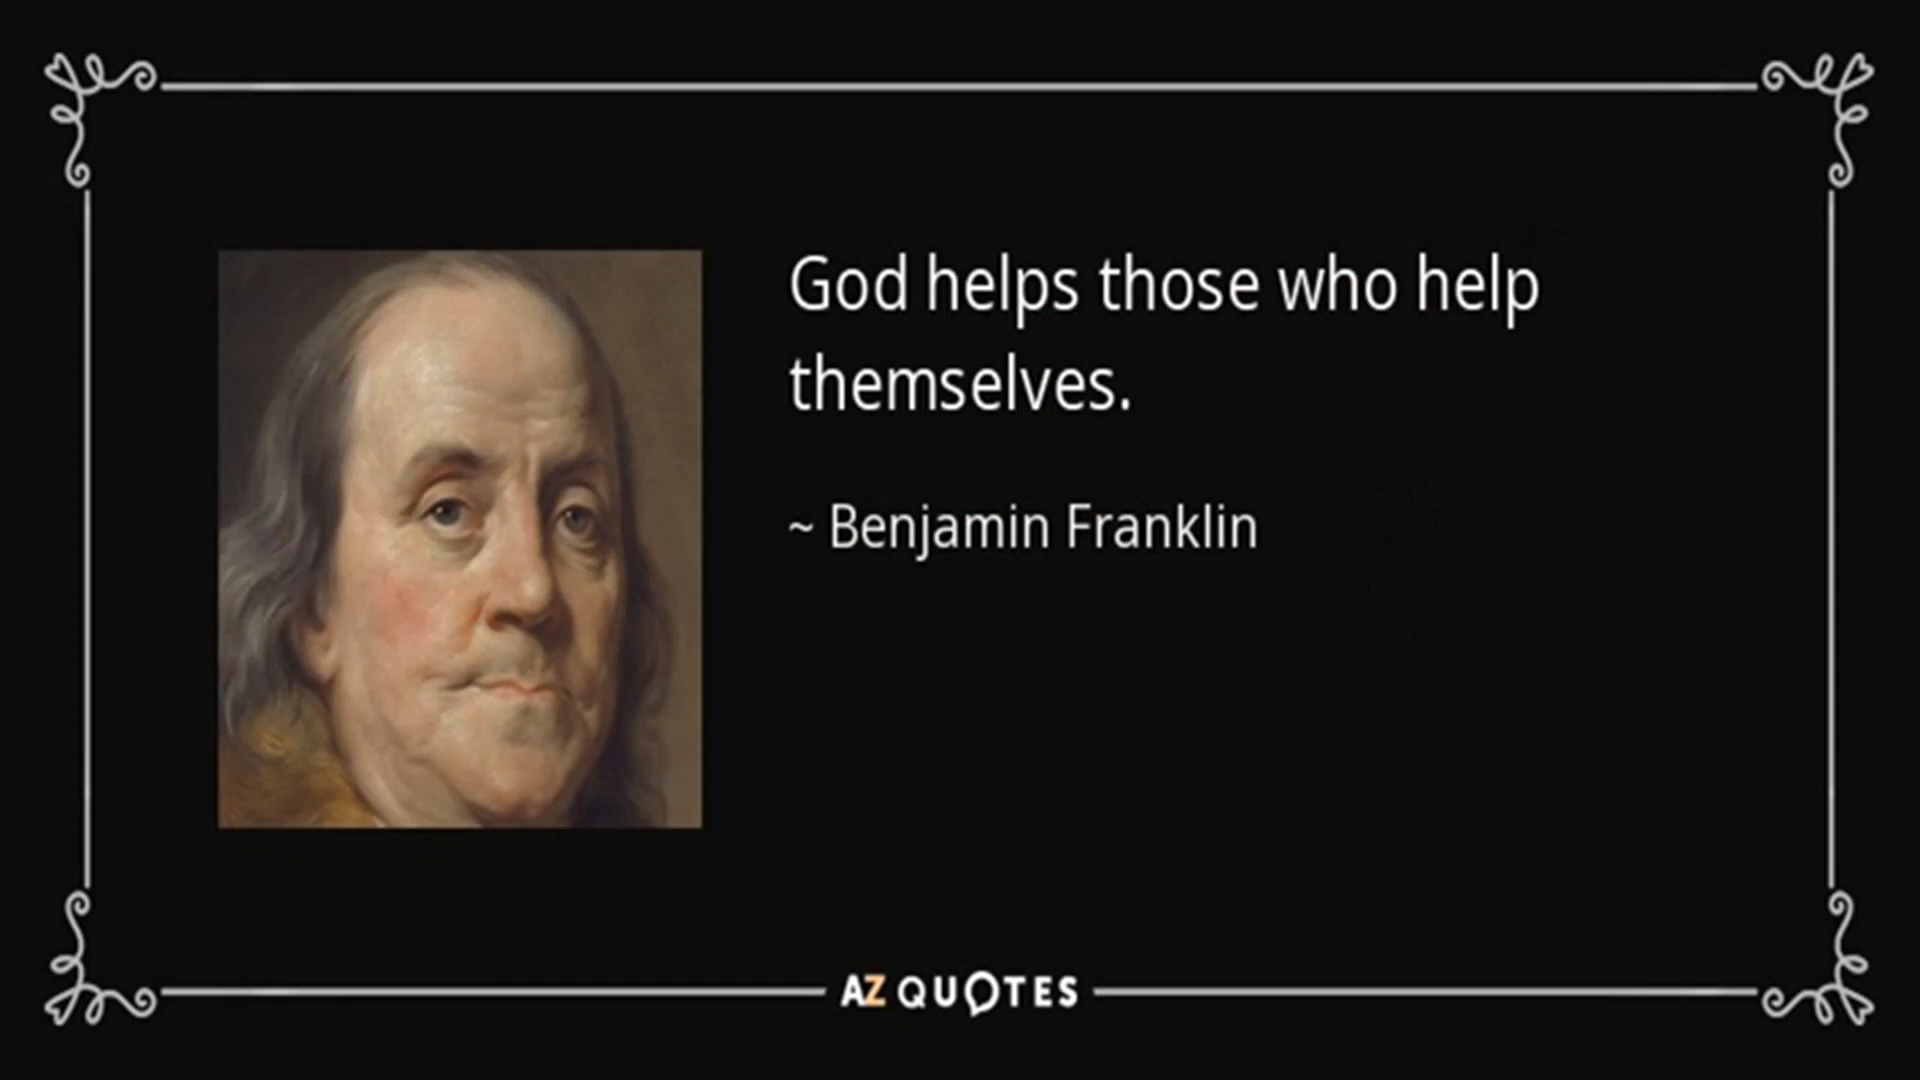 God helps those who help
themselves.
~ Benjamin Franklin
AZ QUOTES